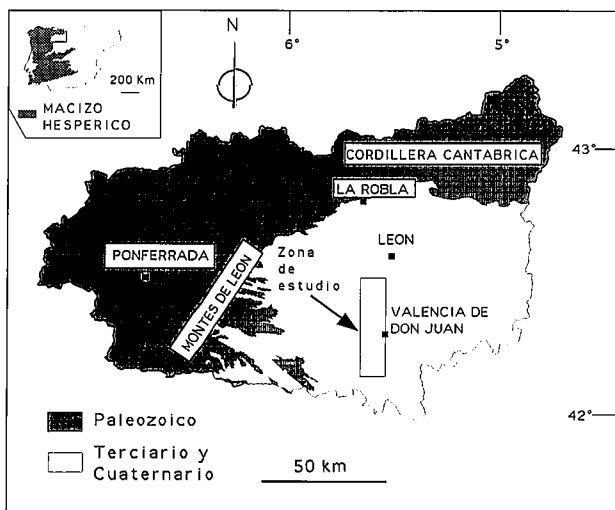 N
6°
5°
200 Km
MACIZO
HESPERICO
CORDILLERA CANTABRICA
43°
LA ROBLA
LEON
PONFERRADA
Zona
de
estudio
MONTES DE LEON
VALENCIA DE
DON JUAN
42°
Paleozoico
Terciario y
Cuaternario
50 km